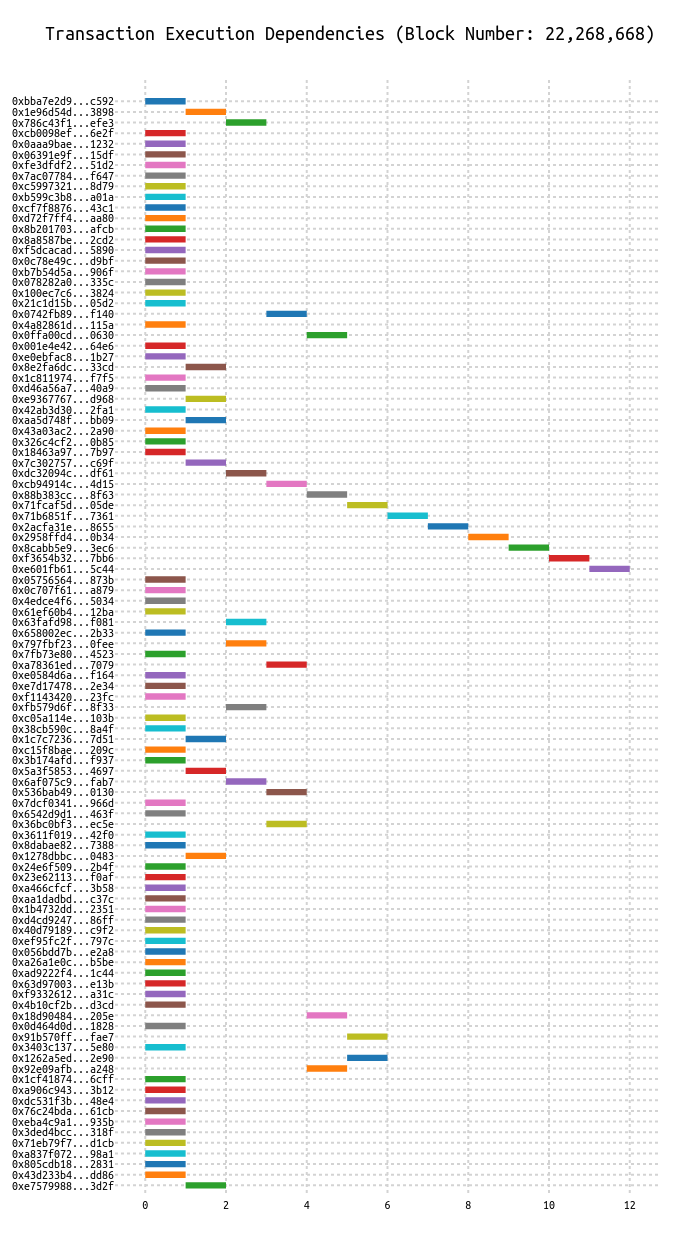 Transaction Execution Dependencies (Block Number: 22,268,668)
0xbba7e2d9...c592
0x1e96d54d...3898
0x786c43f1...efe3
0xcb0098ef...6e2f
0x0aaa9bae...1232
0x06391e9f...15df
0xfe3dfdf2...51d2
0x7ac07784...f647
0xc5997321...8d79
0xb599c3b8...a01a
0xcf7f8876...43c1
0xd72f7ff4...aa80
0x8b201703...afcb
0x8a8587be...2cd2
0xf5dcacad...5890
0x0c78e49c...d9bf
0xb7b54d5a...906f
0x078282a0...335c
0x100ec7c6...3824
0x21c1d15b...05d2
0x0742fb89...f140
0x4a82861d...115a
0x0ffa00cd...0630
0x001e4e42...64e6
0xe0ebfac8...1b27
0x8e2fa6dc...33cd
0x1c811974...f7f5
0xd46a56a7...40a9
0xe9367767...d968
0x42ab3d30...2fa1
0xaa5d748f...bb09
0x43a03ac2...2a90
0x326c4cf2...0b85
0x18463a97...7b97
0x7c302757...c69f
0xdc32094c...df61
0xcb94914c...4d15
0x88b383cc...8f63
0x71fcaf5d...05de
0x71b6851f...7361
0x2acfa31e...8655
0x2958ffd4...0b34
0x8cabb5e9...3ec6
0xf3654b32...7bb6
0xe601fb61...5c44
0x05756564...873b
0x0c707f61...a879
0x4edce4f6...5034
0x61ef60b4...12ba
0x63fafd98...f081
0x658002ec...2b33
0x797fbf23...0fee
0x7fb73e80...4523
0xa78361ed...7079
0xe0584d6a...f164
0xe7d17478...2e34
0xf1143420...23fc
0xfb579d6f...8f33
0xc05a114e...103b
0x38cb590c...8a4f
0x1c7c7236...7d51
0xc15f8bae...209c
0x3b174afd...f937
0x5a3f5853...4697
0x6af075c9...fab7
0x536bab49...0130
0x7dcf0341...966d
0x6542d9d1...463f
0x36bc0bf3...ec5e
0x3611f019...42f0
0x8dabae82...7388
0x1278dbbc...0483
0x24e6f509...2b4f
0x23e62113...f0af
0xa466cfcf...3b58
0xaa1dadbd...c37c
0x1b4732dd...2351
0xd4cd9247...86ff
0x40d79189...c9f2
0xef95fc2f...797c
0x056bdd7b...e2a8
0xa26a1e0c...b5be
0xad9222f4...1c44
0x63d97003...e13b
0xf9332612...a31c
0x4b10cf2b...d3cd
0x18d90484...205e
0x0d464d0d...1828
0x91b570ff...fae7
0x3403c137...5e80
0x1262a5ed...2e90
0x92e09afb...a248
0x1cf41874...6cff
0xa906c943...3b12
0xdc531f3b...48e4
0x76c24bda...61cb
0xeba4c9a1...935b
0x3ded4bcc...318f
0x71eb79f7...d1cb
0xa837f072...98a1
0x805cdb18...2831
0x43d233b4...dd86
0xe7579988...3d2f
0 2 4 6 8 10 12